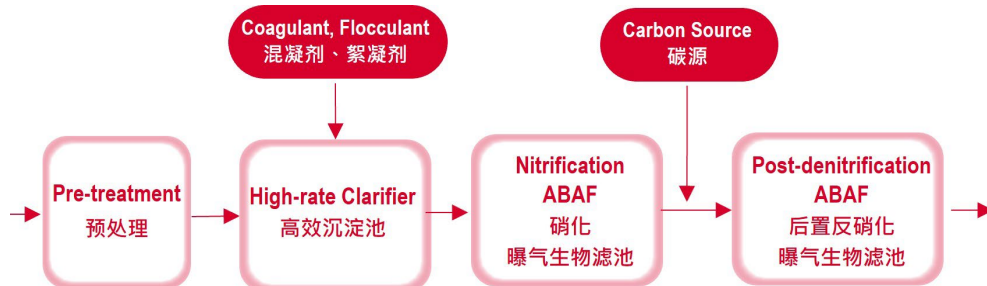 Coagulant, Flocculant
混凝剂、絮凝剂
Carbon Source
碳源
Pre-treatment
预处理
High-rate Clarifier
高效沉淀池
Nitrification
ABAF
硝化
曝气生物滤池
Post-denitrification
ABAF
后置反硝化
曝气生物滤池